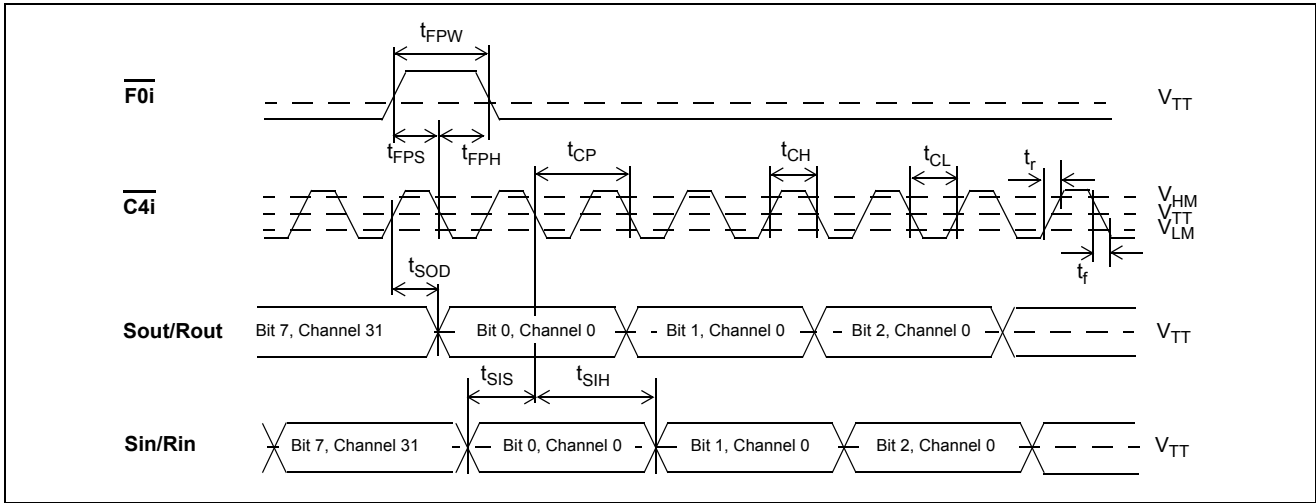 tFPW
F0i
VTT
tFPS
tFPH
tCP
tCH
tCL
tr
C4i
VHM
VTT
VLM
tSOD
tf
Sout/Rout
Bit 7, Channel 31
Bit 0, Channel 0
Bit 1, Channel 0
Bit 2, Channel 0
VTT
tSIS
tSIH
Sin/Rin
Bit 7, Channel 31
Bit 0, Channel 0
Bit 1, Channel 0
Bit 2, Channel 0
VTT